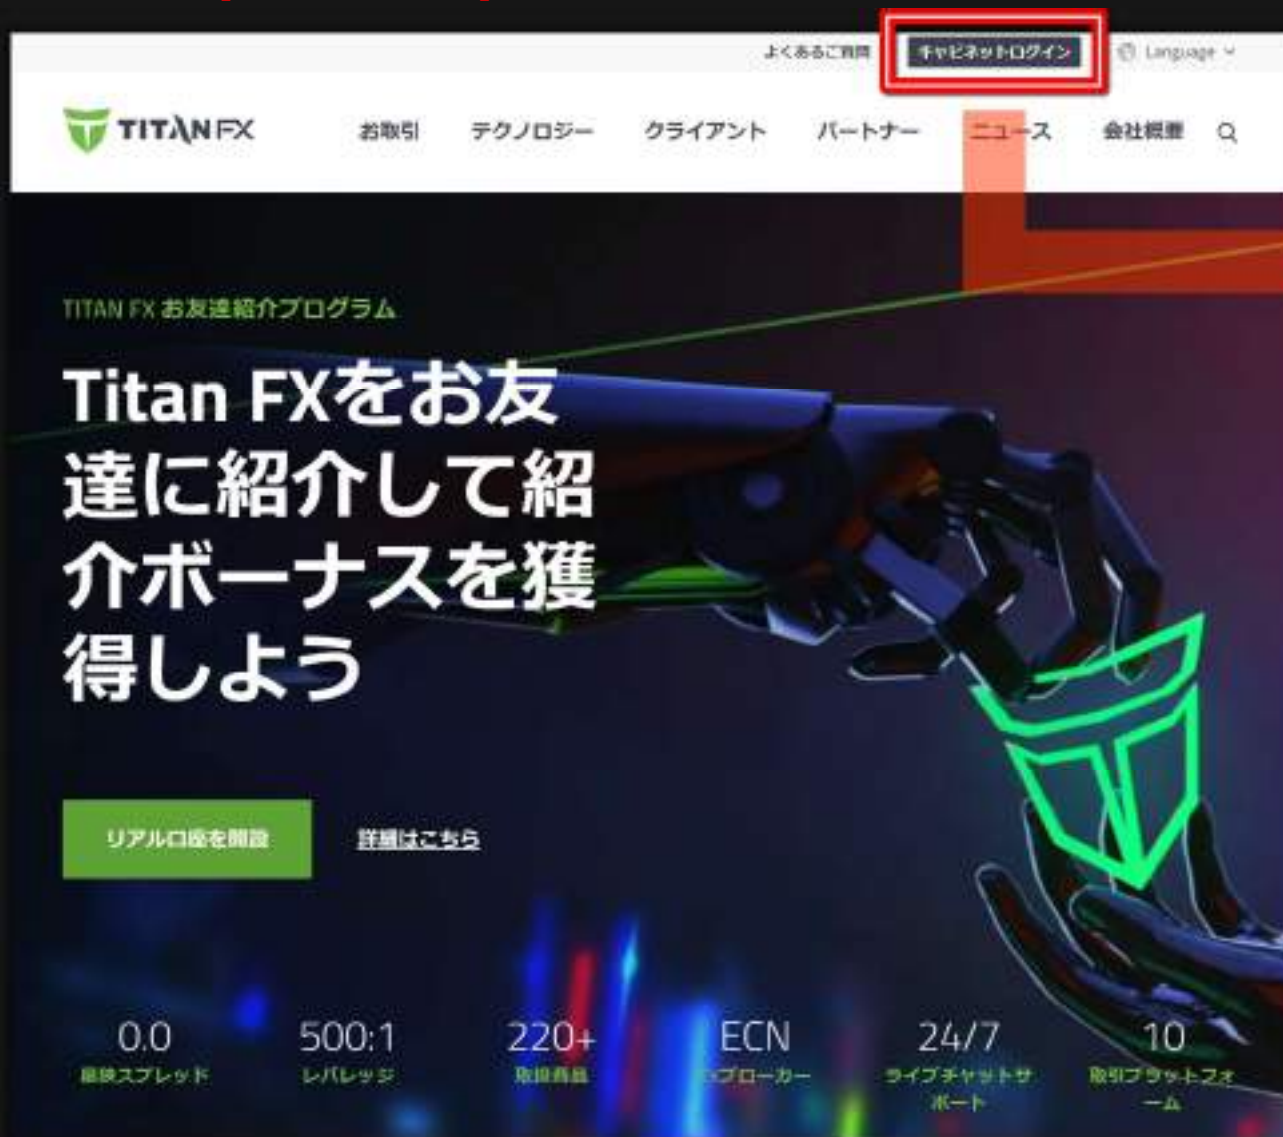 よくあるご質問 キャビネットログイン Language
TITAN FX お取引 テクノロジー クライアント パートナー ニュース 会社概要
TITAN FX お友達紹介プログラム
Titan FXをお友
達に紹介して紹
介ボーナスを獲
得しよう
リアル口座を開設 詳細はこちら
0.0 500:1 220+ ECN 24/7 10
最狭スプレッド レバレッジ 取扱商品 ブローカー ライブチャットサ 取引プラットフォ
ポート ーム